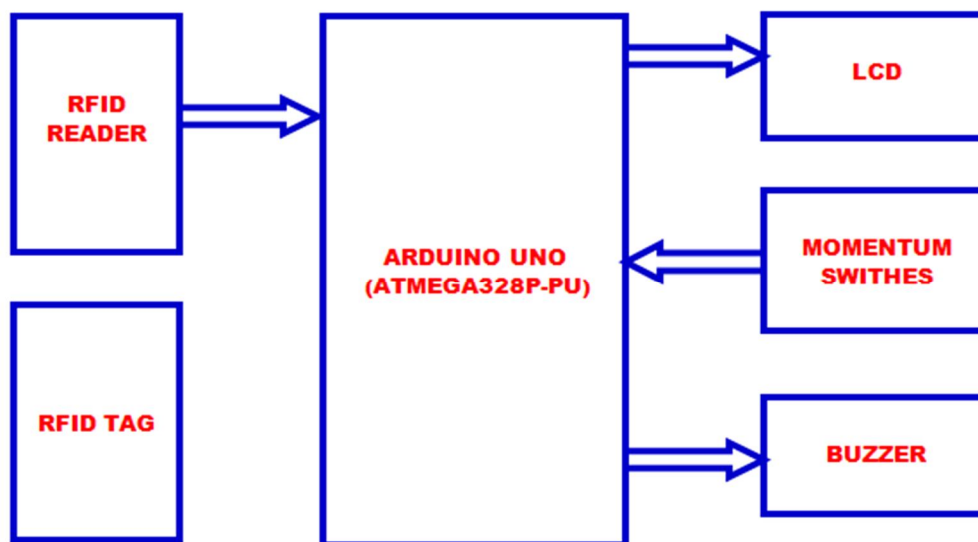 RFID
READER
RFID TAG
ARDUINO UNO
(ATMEGA328P-PU)
LCD
MOMENTUM
SWITHES
BUZZER